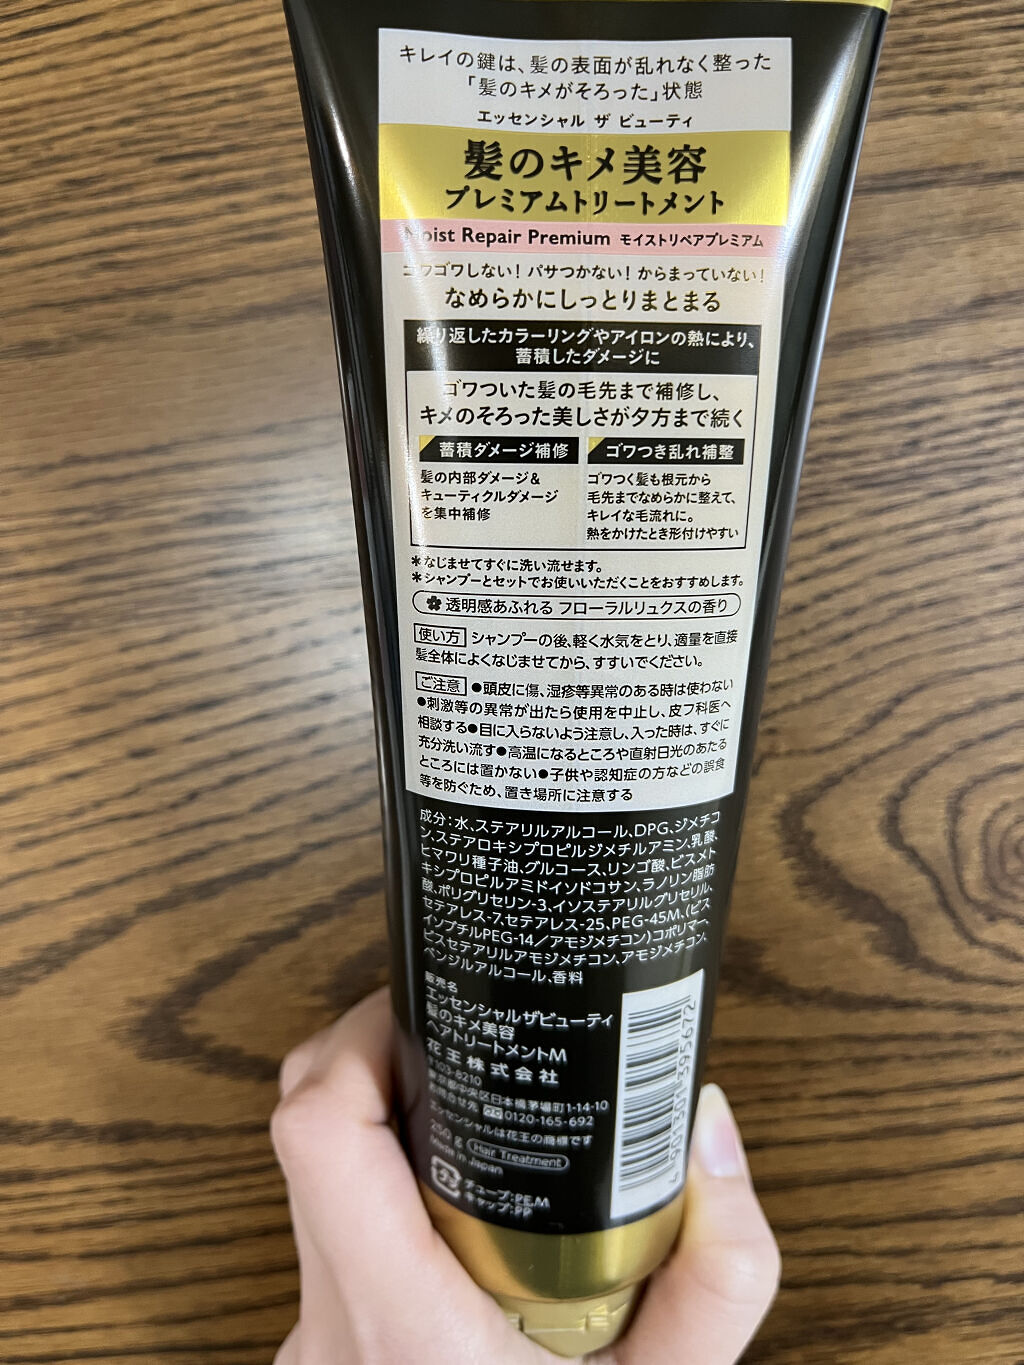 キレイの鍵は、髪の表面が乱れなく整った
「髪のキメがそろった」状態
エッセンシャル ザ ビューティ
髪のキメ美容
プレミアムトリートメント
Moist Repair Premium モイストリペアプレミアム
ゴワゴワしない! パサつかない! からまっていない!
なめらかにしっとりまとまる
繰り返したカラーリングやアイロンの熱により、
蓄積したダメージに
ゴワついた髪の毛先まで補修し、
キメのそろった美しさが夕方まで続く
蓄積ダメージ補修
髪の内部ダメージ&
キューティクルダメージ
を集中補修
ゴワつき乱れ補整
ゴワつく髪も根元から
毛先までなめらかに整えて、
キレイな毛流れに。
熱をかけたとき形付けやすい
*なじませてすぐに洗い流せます。
*シャンプーとセットでお使いいただくことをおすすめします。
透明感あふれる フローラルリュクスの香り
使い方 シャンプーの後、軽く水気をとり、適量を直接
髪全体によくなじませてから、すすいでください。
ご注意 ●頭皮に傷、湿疹等異常のある時は使わない
●刺激等の異常が出たら使用を中止し、皮フ科医へ
相談する●目に入らないよう注意し、入った時は、すぐに
充分洗い流す●高温になるところや直射日光のあたる
ところには置かない●子供や認知症の方などの誤食
等を防ぐため、置き場所に注意する
成分:水、ステアリルアルコール、DPG、ジメチコ
ン、ステアロキシプロピルジメチルアミン、乳酸、
ヒマワリ種子油、グルコース、リンゴ酸、ビスメト
キシプロピルアミドイソドコサン、ラノリン脂肪
酸、ポリグリセリン-3、イソステアリルグリセリル、
セテアレス-7、セテアレス-25、PEG-45M、(ビス
イソブチルPEG-14/アモジメチコン)コポリマー、
ビスセテアリルアモジメチコン、アモジメチコン、
ベンジルアルコール、香料
販売名
エッセンシャルザビューティ
髪のキメ美容
ヘアトリートメントM
花王株式会社
〒103-8210
東京都中央区日本橋茅場町1-14-10
お問合せ先 0120-165-692
エッセンシャルは花王の商標です
250 g Hair Treatment
Made in Japan
チューブ:PE,M
キャップ:PP
4901301395672